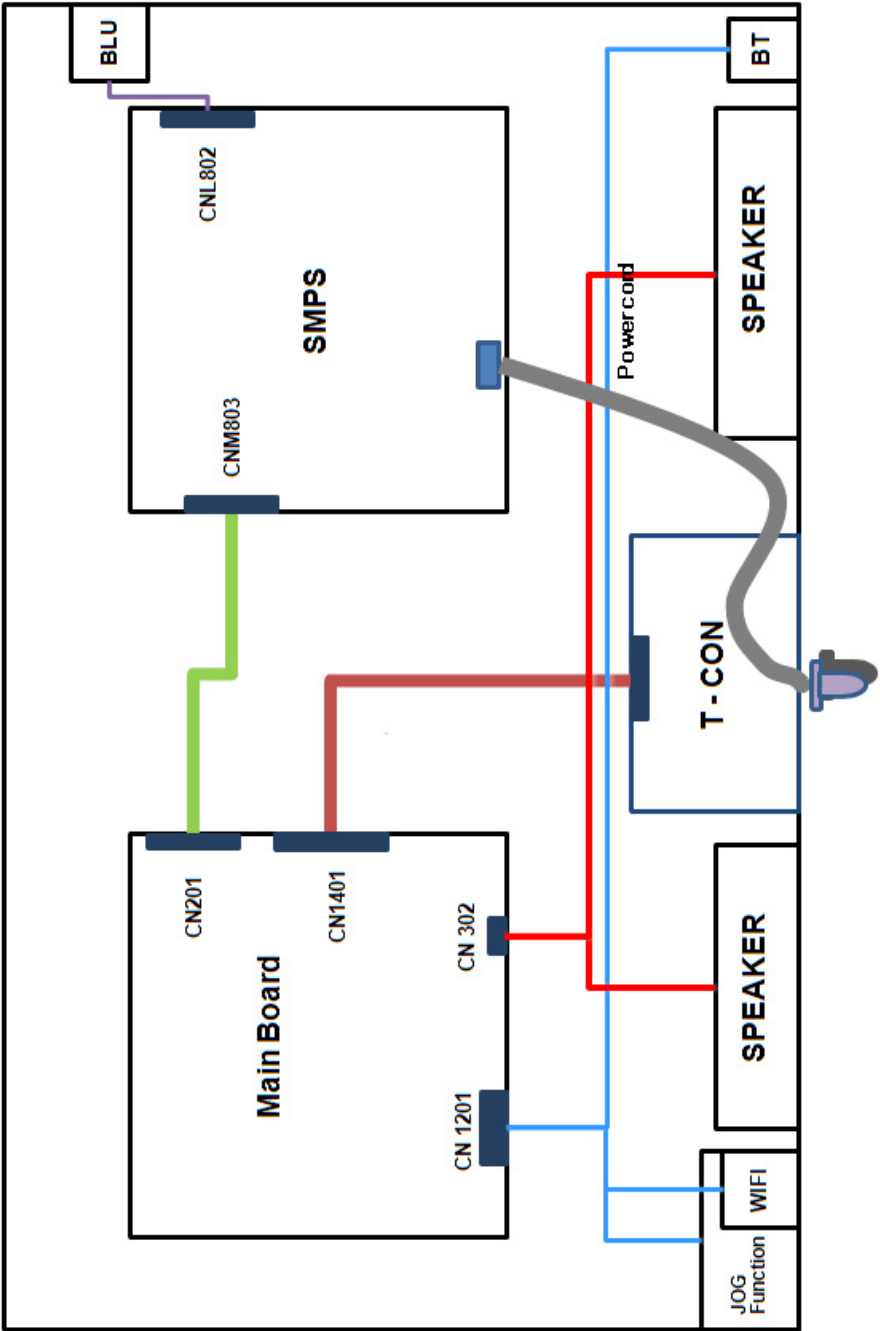 BLU
BT
CNL802
SMPS
SPEAKER
Powercord
CNM803
T - CON
CN201
CN1401
CN 302
Main Board
SPEAKER
CN 1201
WIFI
JOG
Function